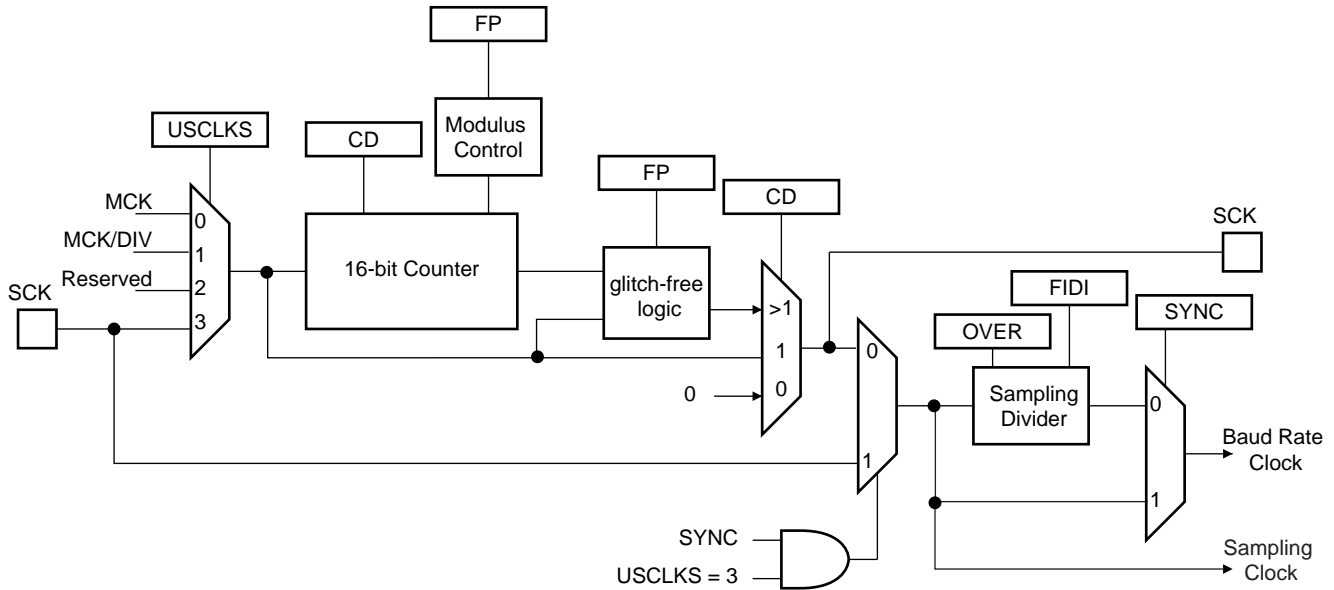 FP
USCLKS
CD
Modulus
Control
FP
CD
MCK
0
MCK/DIV
1
Reserved
2
SCK
3
16-bit Counter
glitch-free
logic
>1
1
0
0
SCK
FIDI
SYNC
OVER
0
1
Sampling
Divider
0
1
Baud Rate
Clock
SYNC
USCLKS = 3
Sampling
Clock